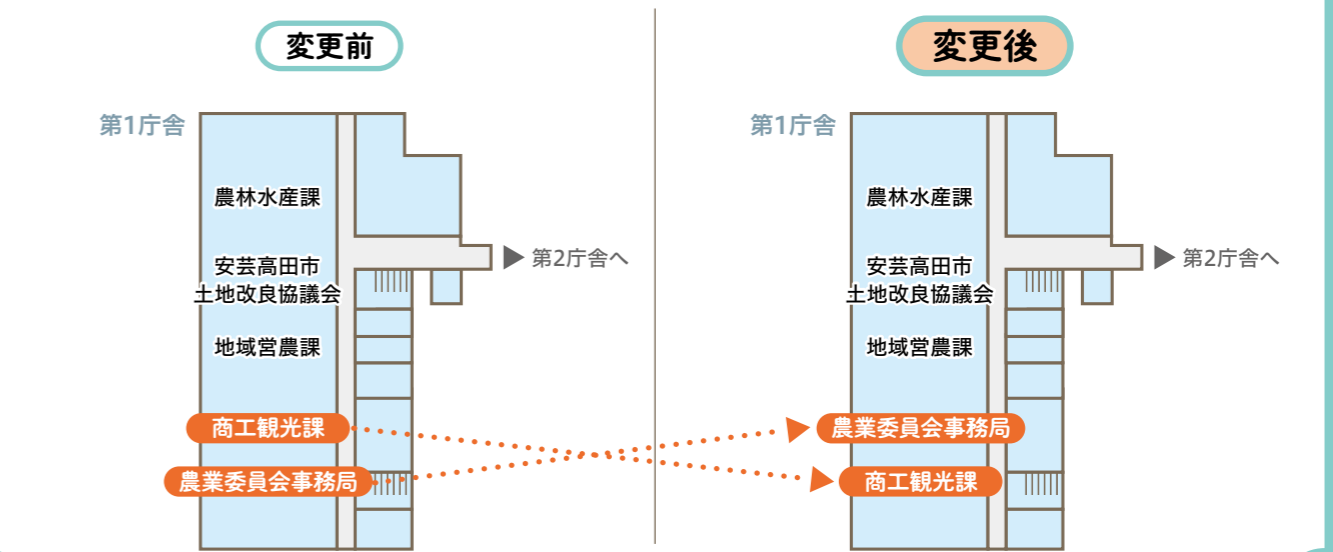 変更前
第1庁舎
農林水産課
第2庁舎へ
安芸高田市
土地改良協議会
地域営農課
商工観光課
農業委員会事務局
変更後
第1庁舎
農林水産課
第2庁舎へ
安芸高田市
土地改良協議会
地域営農課
農業委員会事務局
商工観光課